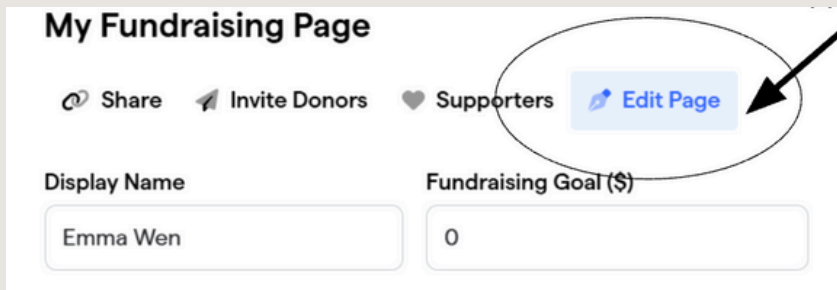 My Fundraising Page
Share Invite Donors Supporters Edit Page
Display Name Fundraising Goal ($)
Emma Wen 0